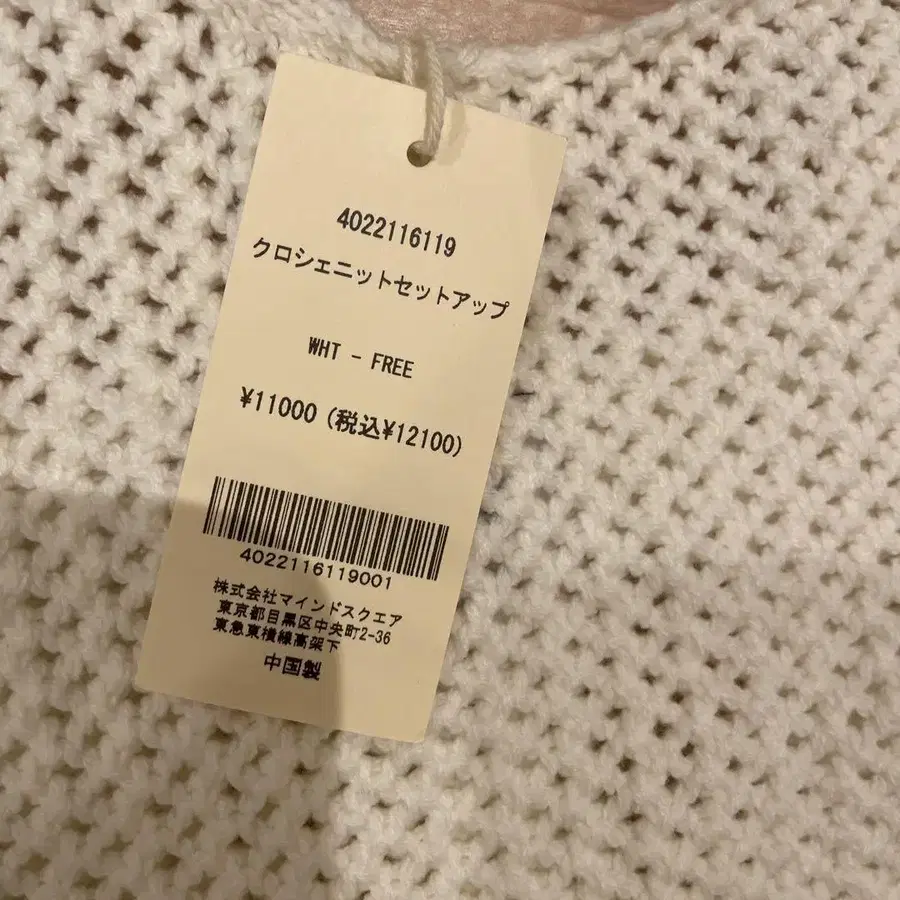 4022116119
クロシェニットセットアップ
WHT - FREE
¥11000 (税込¥12100)
4022116119001
株式会社マインドスクエア
東京都目黒区中央町2-36
東急東横線高架下
中国製